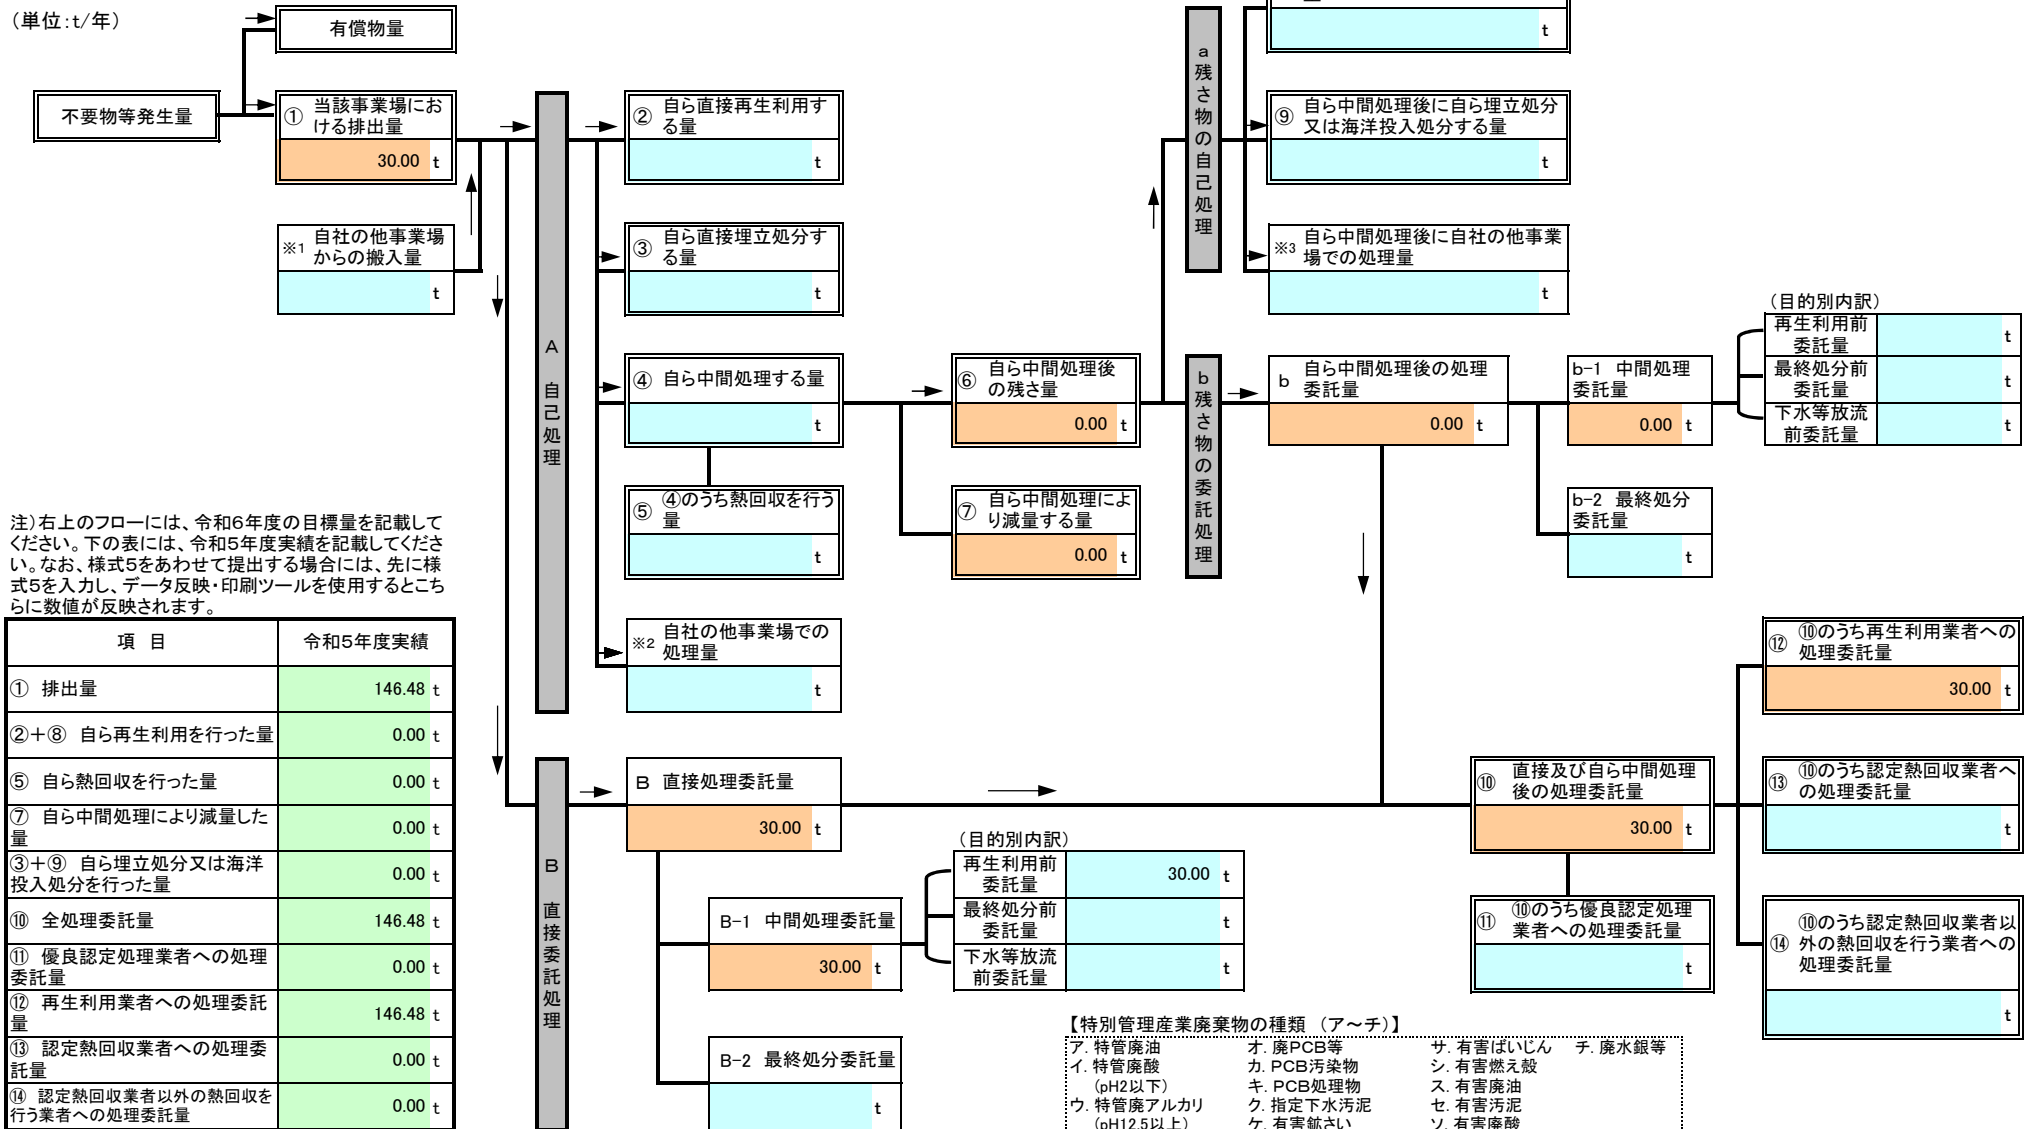 （単位：t/年）
有償物量
不要物等発生量
① 当該事業場にお
ける排出量
30.00 t
※1 自社の他事業場
からの搬入量
t
A 自己処理
② 自ら直接再生利用す
る量
t
③ 自ら直接埋立処分す
る量
t
④ 自ら中間処理する量
t
⑤ ④のうち熱回収を行う
量
t
※2 自社の他事業場での
処理量
t
⑥ 自ら中間処理後
の残さ量
0.00 t
⑦ 自ら中間処理によ
り減量する量
0.00 t
a 残さ物の自己処理
t
⑨ 自ら中間処理後に自ら埋立処分
又は海洋投入処分する量
t
※3 自ら中間処理後に自社の他事業
場での処理量
t
b 残さ物の委託処理
b 自ら中間処理後の処理
委託量
0.00 t
b-1 中間処理
委託量
0.00 t
（目的別内訳）
再生利用前
委託量
t
最終処分前
委託量
t
下水等放流
前委託量
t
b-2 最終処分
委託量
t
注）右上のフローには、令和6年度の目標量を記載して
ください。下の表には、令和5年度実績を記載してくださ
い。なお、様式5をあわせて提出する場合には、先に様
式5を入力し、データ反映・印刷ツールを使用するとこち
らに数値が反映されます。
項 目 令和5年度実績
① 排出量 146.48 t
②＋⑧ 自ら再生利用を行った量 0.00 t
⑤ 自ら熱回収を行った量 0.00 t
⑦ 自ら中間処理により減量した
量 0.00 t
③＋⑨ 自ら埋立処分又は海洋
投入処分を行った量 0.00 t
⑩ 全処理委託量 146.48 t
⑪ 優良認定処理業者への処理
委託量 0.00 t
⑫ 再生利用業者への処理委託
量 146.48 t
⑬ 認定熱回収業者への処理委
託量 0.00 t
⑭ 認定熱回収業者以外の熱回収を
行う業者への処理委託量 0.00 t
B 直接委託処理
B 直接処理委託量
30.00 t
B-1 中間処理委託量
30.00 t
（目的別内訳）
再生利用前
委託量
30.00 t
最終処分前
委託量
t
下水等放流
前委託量
t
B-2 最終処分委託量
t
⑩ 直接及び自ら中間処理
後の処理委託量
30.00 t
⑪ ⑩のうち優良認定処理
業者への処理委託量
t
⑫ ⑩のうち再生利用業者への
処理委託量
30.00 t
⑬ ⑩のうち認定熱回収業者へ
の処理委託量
t
⑭ ⑩のうち認定熱回収業者以
外の熱回収を行う業者への
処理委託量
t
【特別管理産業廃棄物の種類 （ア～チ）】
ア．特管廃油 オ．廃PCB等 サ．有害ばいじん チ．廃水銀等
イ．特管廃酸 カ．PCB汚染物 シ．有害燃え殻
（pH2以下） キ．PCB処理物 ス．有害廃油
ウ．特管廃アルカリ ク．指定下水汚泥 セ．有害汚泥
（pH12.5以上） ケ．有害鉱さい ソ．有害廃酸